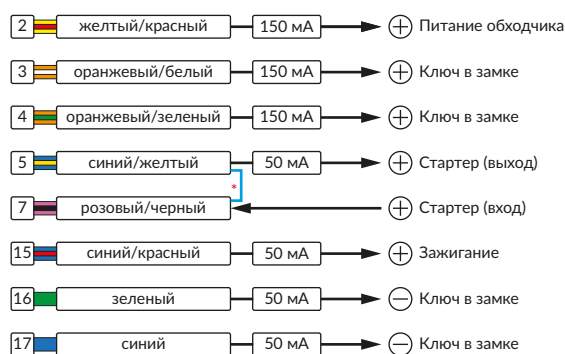 2 желтый/красный 150 мА + Питание обходчика
3 оранжевый/белый 150 мА + Ключ в замке
4 оранжевый/зеленый 150 мА + Ключ в замке
5 синий/желтый 50 мА + Стартер (выход)
*
7 розовый/черный + Стартер (вход)
15 синий/красный 50 мА + Зажигание
16 зеленый 50 мА − Ключ в замке
17 синий 50 мА − Ключ в замке